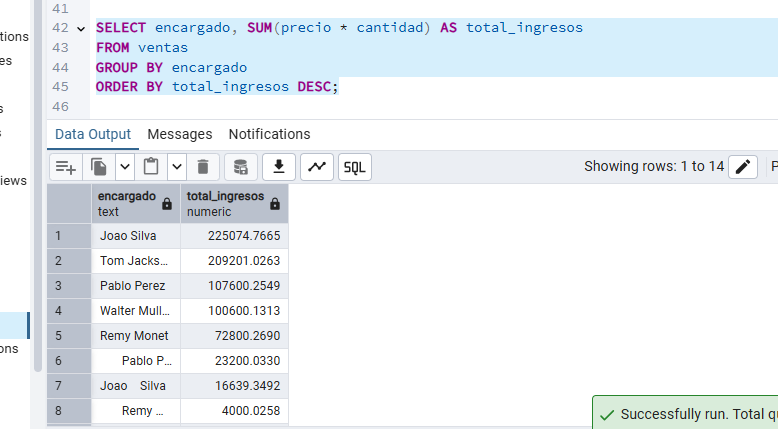 41
42 SELECT encargado, SUM(precio * cantidad) AS total_ingresos
43 FROM ventas
44 GROUP BY encargado
45 ORDER BY total_ingresos DESC;
46
tions
es
s
iews
ons
Data Output Messages Notifications
SQL Showing rows: 1 to 14 P
encargado total_ingresos
text numeric
1 Joao Silva 225074.7665
2 Tom Jacks... 209201.0263
3 Pablo Perez 107600.2549
4 Walter Mull... 100600.1313
5 Remy Monet 72800.2690
6 Pablo P... 23200.0330
7 Joao Silva 16639.3492
8 Remy ... 4000.0258
Successfully run. Total q